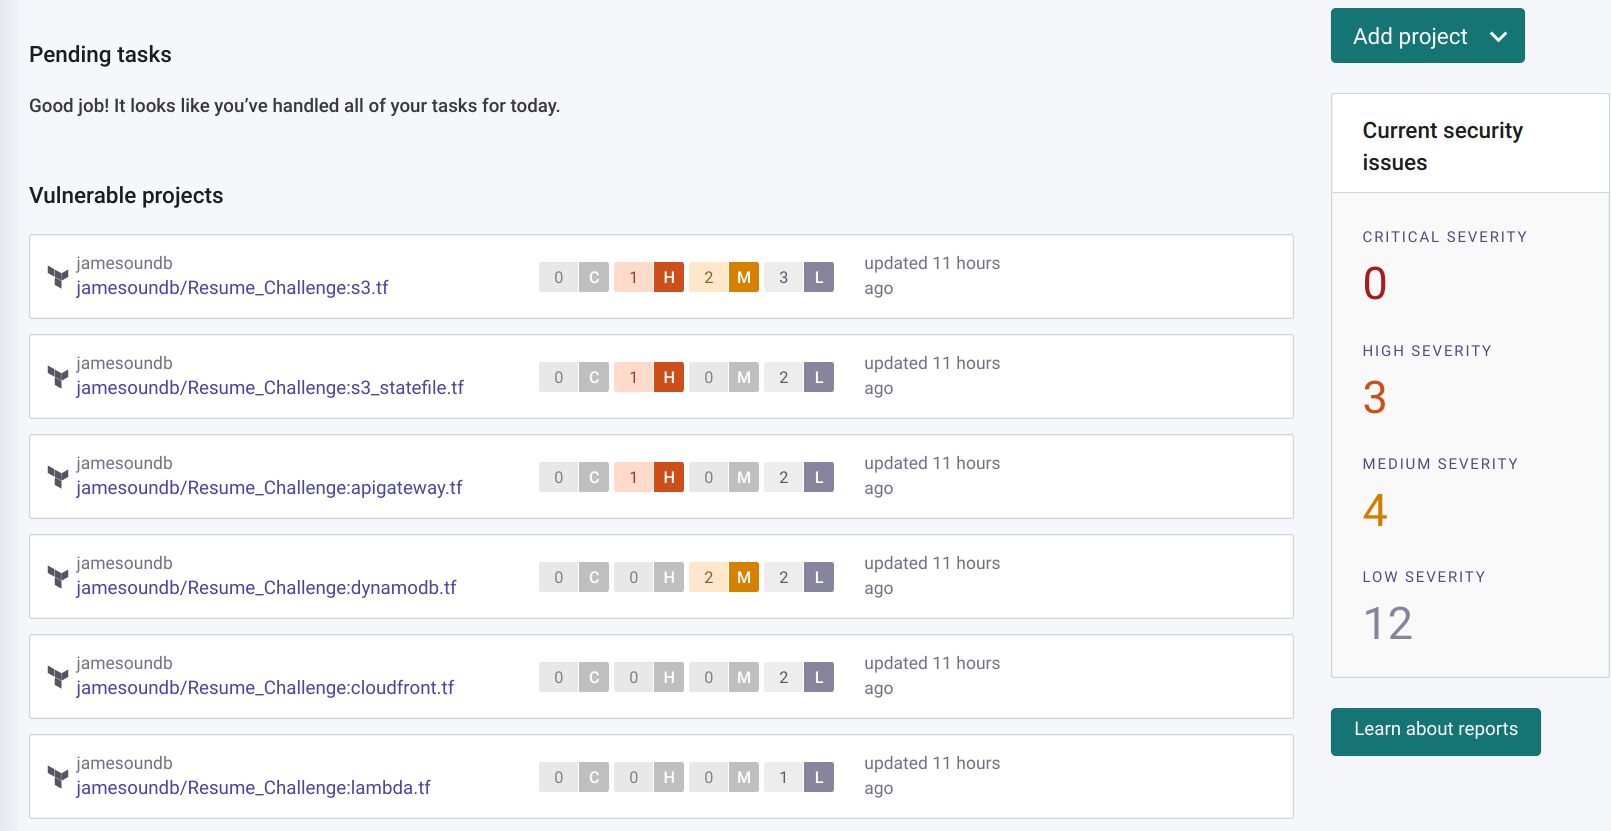 Pending tasks
Good job! It looks like you’ve handled all of your tasks for today.
Vulnerable projects
jamesoundb
jamesoundb/Resume_Challenge:s3.tf
0 C 1 H 2 M 3 L
updated 11 hours
ago
jamesoundb
jamesoundb/Resume_Challenge:s3_statefile.tf
0 C 1 H 0 M 2 L
updated 11 hours
ago
jamesoundb
jamesoundb/Resume_Challenge:apigateway.tf
0 C 1 H 0 M 2 L
updated 11 hours
ago
jamesoundb
jamesoundb/Resume_Challenge:dynamodb.tf
0 C 0 H 2 M 2 L
updated 11 hours
ago
jamesoundb
jamesoundb/Resume_Challenge:cloudfront.tf
0 C 0 H 0 M 2 L
updated 11 hours
ago
jamesoundb
jamesoundb/Resume_Challenge:lambda.tf
0 C 0 H 0 M 1 L
updated 11 hours
ago
Add project
Current security
issues
CRITICAL SEVERITY
0
HIGH SEVERITY
3
MEDIUM SEVERITY
4
LOW SEVERITY
12
Learn about reports